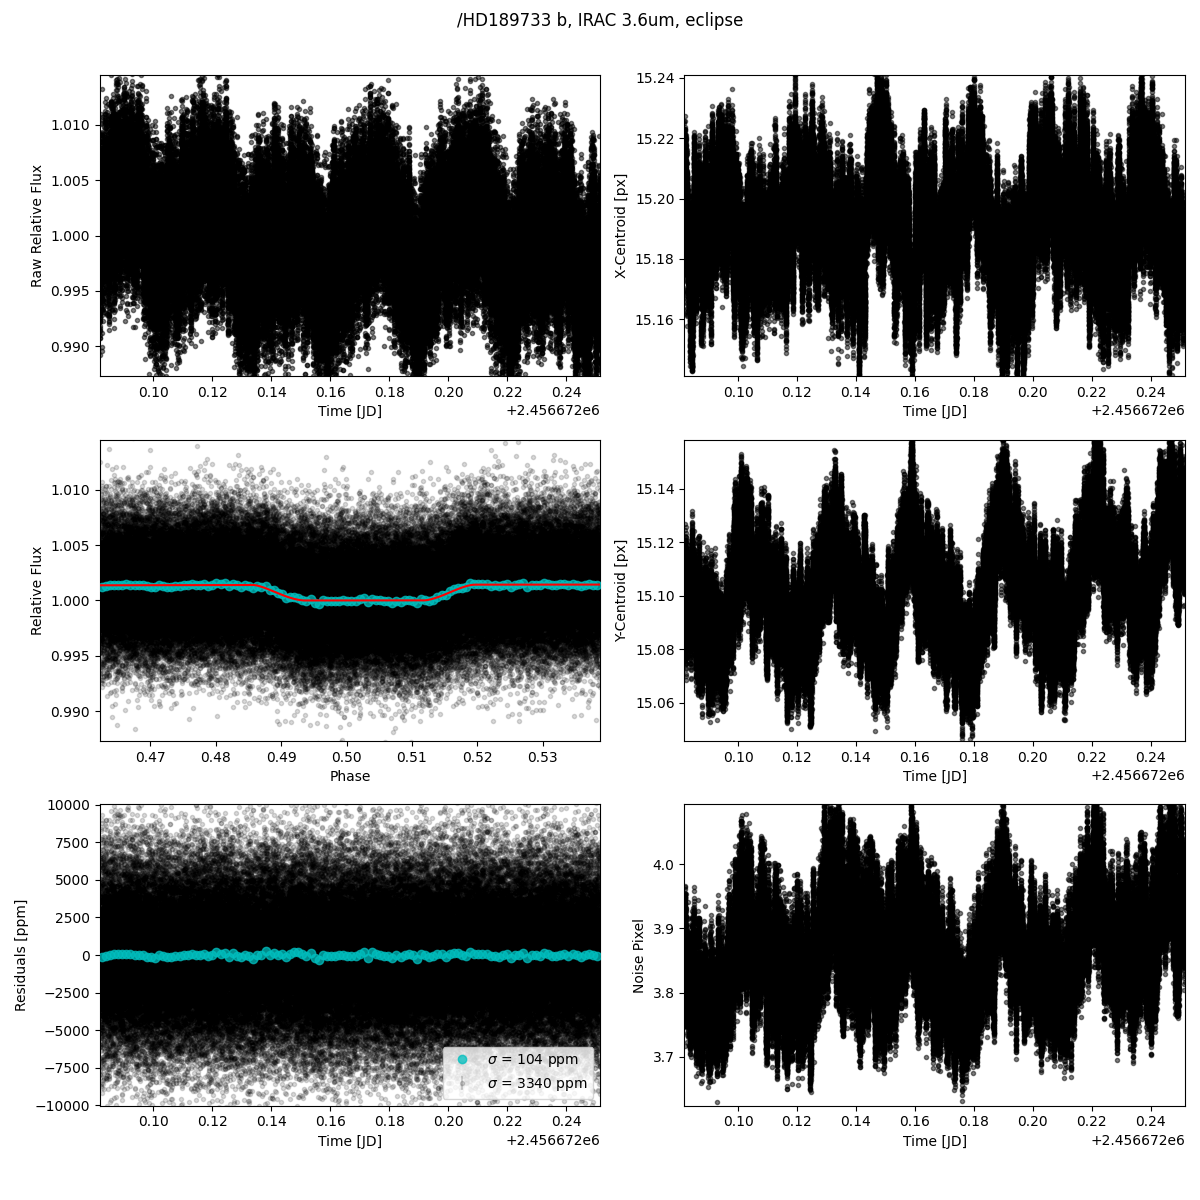 /HD189733 b, IRAC 3.6um, eclipse
Raw Relative Flux
1.010
1.005
1.000
0.995
0.990
0.10 0.12 0.14 0.16 0.18 0.20 0.22 0.24
Time [JD]
+2.456672e6
X-Centroid [px]
15.24
15.22
15.20
15.18
15.16
0.10 0.12 0.14 0.16 0.18 0.20 0.22 0.24
Time [JD]
+2.456672e6
Relative Flux
1.010
1.005
1.000
0.995
0.990
0.47 0.48 0.49 0.50 0.51 0.52 0.53
Phase
Y-Centroid [px]
15.14
15.12
15.10
15.08
15.06
0.10 0.12 0.14 0.16 0.18 0.20 0.22 0.24
Time [JD]
+2.456672e6
Residuals [ppm]
10000
7500
5000
2500
0
−2500
−5000
−7500
−10000
σ = 104 ppm
σ = 3340 ppm
0.10 0.12 0.14 0.16 0.18 0.20 0.22 0.24
Time [JD]
+2.456672e6
Noise Pixel
4.0
3.9
3.8
3.7
0.10 0.12 0.14 0.16 0.18 0.20 0.22 0.24
Time [JD]
+2.456672e6